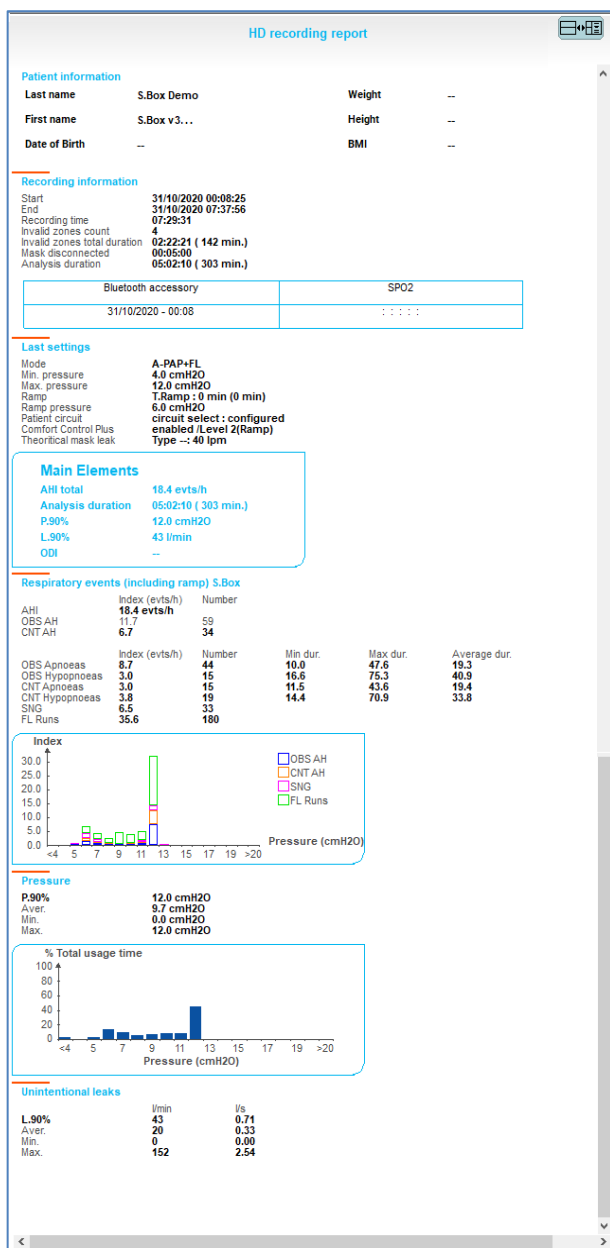 HD recording report
Patient information
Last name S.Box Demo Weight --
First name S.Box v3... Height --
Date of Birth -- BMI --
Recording information
Start 31/10/2020 00:08:25
End 31/10/2020 07:37:56
Recording time 07:29:31
Invalid zones count 4
Invalid zones total duration 02:22:21 ( 142 min.)
Mask disconnected 00:05:00
Analysis duration 05:02:10 ( 303 min.)
Bluetooth accessory SPO2
31/10/2020 - 00:08 : : : : :
Last settings
Mode A-PAP+FL
Min. pressure 4.0 cmH2O
Max. pressure 12.0 cmH2O
Ramp T.Ramp : 0 min (0 min)
Ramp pressure 6.0 cmH2O
Patient circuit circuit select : configured
Comfort Control Plus enabled /Level 2(Ramp)
Theoritical mask leak Type --: 40 lpm
Main Elements
AHI total 18.4 evts/h
Analysis duration 05:02:10 ( 303 min.)
P.90% 12.0 cmH2O
L.90% 43 l/min
ODI --
Respiratory events (including ramp) S.Box
Index (evts/h) Number
AHI 18.4 evts/h
OBS AH 11.7 59
CNT AH 6.7 34
Index (evts/h) Number Min dur. Max dur. Average dur.
OBS Apnoeas 8.7 44 10.0 47.6 19.3
OBS Hypopnoeas 3.0 15 16.6 75.3 40.9
CNT Apnoeas 3.0 15 11.5 43.6 19.4
CNT Hypopnoeas 3.8 19 14.4 70.9 33.8
SNG 6.5 33
FL Runs 35.6 180
Index
30.0
25.0
20.0
15.0
10.0
5.0
0.0
OBS AH
CNT AH
SNG
FL Runs
Pressure (cmH2O)
<4 5 7 9 11 13 15 17 19 >20
Pressure
P.90% 12.0 cmH2O
Aver. 9.7 cmH2O
Min. 0.0 cmH2O
Max. 12.0 cmH2O
% Total usage time
100
80
60
40
20
0
<4 5 7 9 11 13 15 17 19 >20
Pressure (cmH2O)
Unintentional leaks
l/min l/s
L.90% 43 0.71
Aver. 20 0.33
Min. 0 0.00
Max. 152 2.54